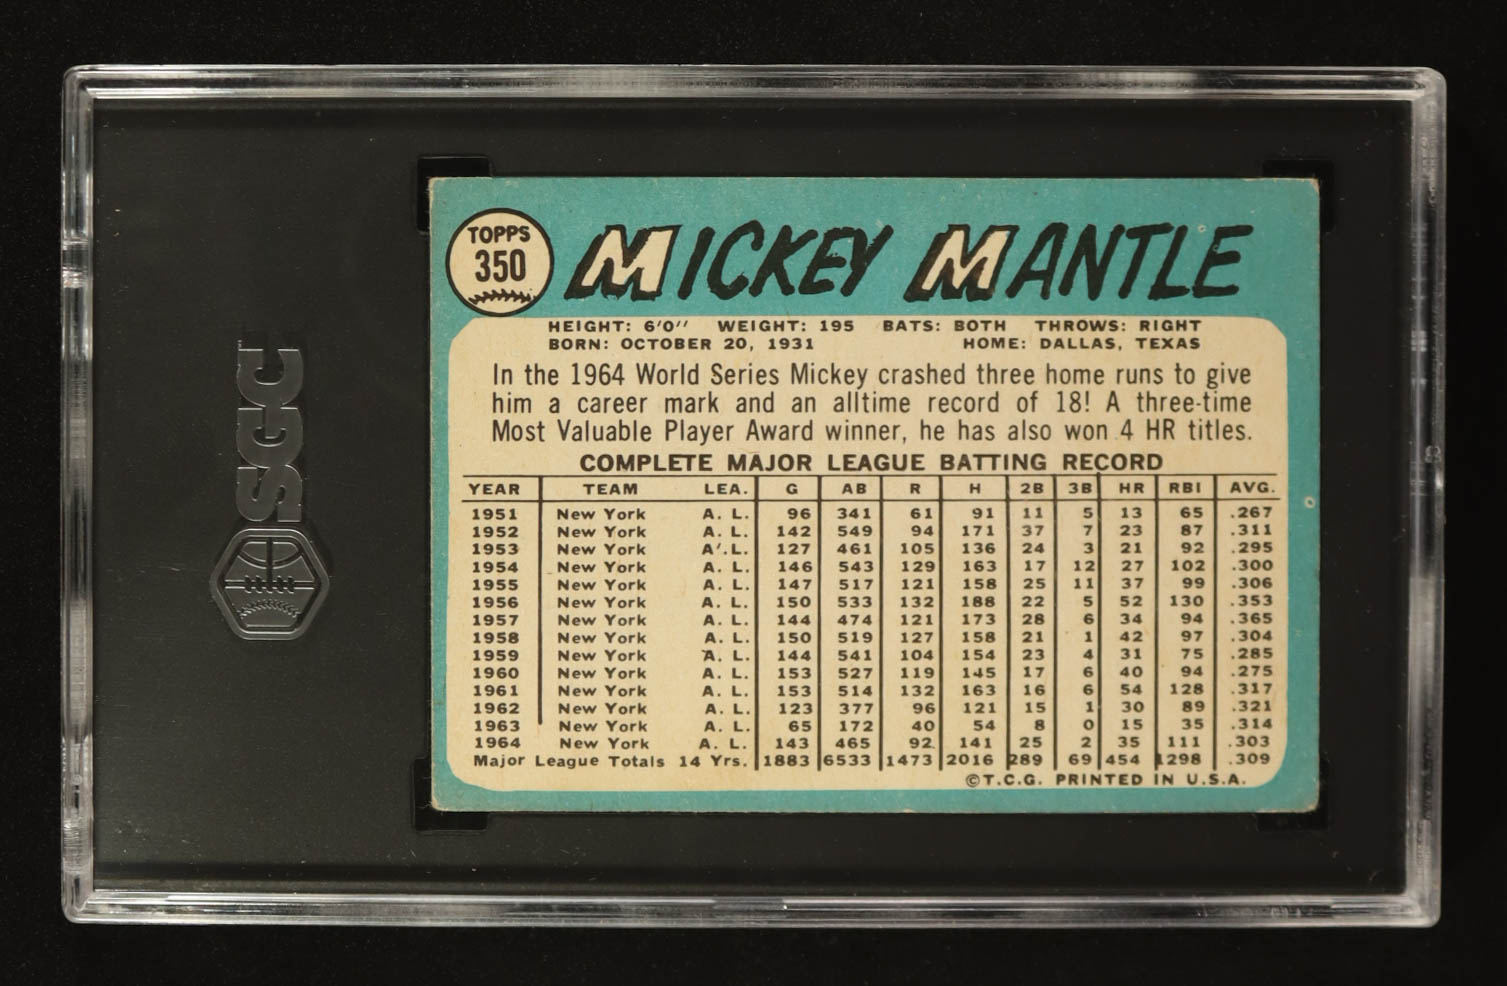 SGC
TOPPS
350
MICKEY MANTLE
HEIGHT: 6'0" WEIGHT: 195 BATS: BOTH THROWS: RIGHT
BORN: OCTOBER 20, 1931 HOME: DALLAS, TEXAS
In the 1964 World Series Mickey crashed three home runs to give
him a career mark and an alltime record of 18! A three-time
Most Valuable Player Award winner, he has also won 4 HR titles.
COMPLETE MAJOR LEAGUE BATTING RECORD
YEAR TEAM LEA. G AB R H 2B 3B HR RBI AVG.
1951 New York A. L. 96 341 61 91 11 5 13 65 .267
1952 New York A. L. 142 549 94 171 37 7 23 87 .311
1953 New York A. L. 127 461 105 136 24 3 21 92 .295
1954 New York A. L. 146 543 129 163 17 12 27 102 .300
1955 New York A. L. 147 517 121 158 25 11 37 99 .306
1956 New York A. L. 150 533 132 188 22 5 52 130 .353
1957 New York A. L. 144 474 121 173 28 6 34 94 .365
1958 New York A. L. 150 519 127 158 21 1 42 97 .304
1959 New York A. L. 144 541 104 154 23 4 31 75 .285
1960 New York A. L. 153 527 119 145 17 6 40 94 .275
1961 New York A. L. 153 514 132 163 16 6 54 128 .317
1962 New York A. L. 123 377 96 121 15 1 30 89 .321
1963 New York A. L. 65 172 40 54 8 0 15 35 .314
1964 New York A. L. 143 465 92 141 25 2 35 111 .303
Major League Totals 14 Yrs. 1883 6533 1473 2016 289 69 454 1298 .309
©T.C.G. PRINTED IN U.S.A.